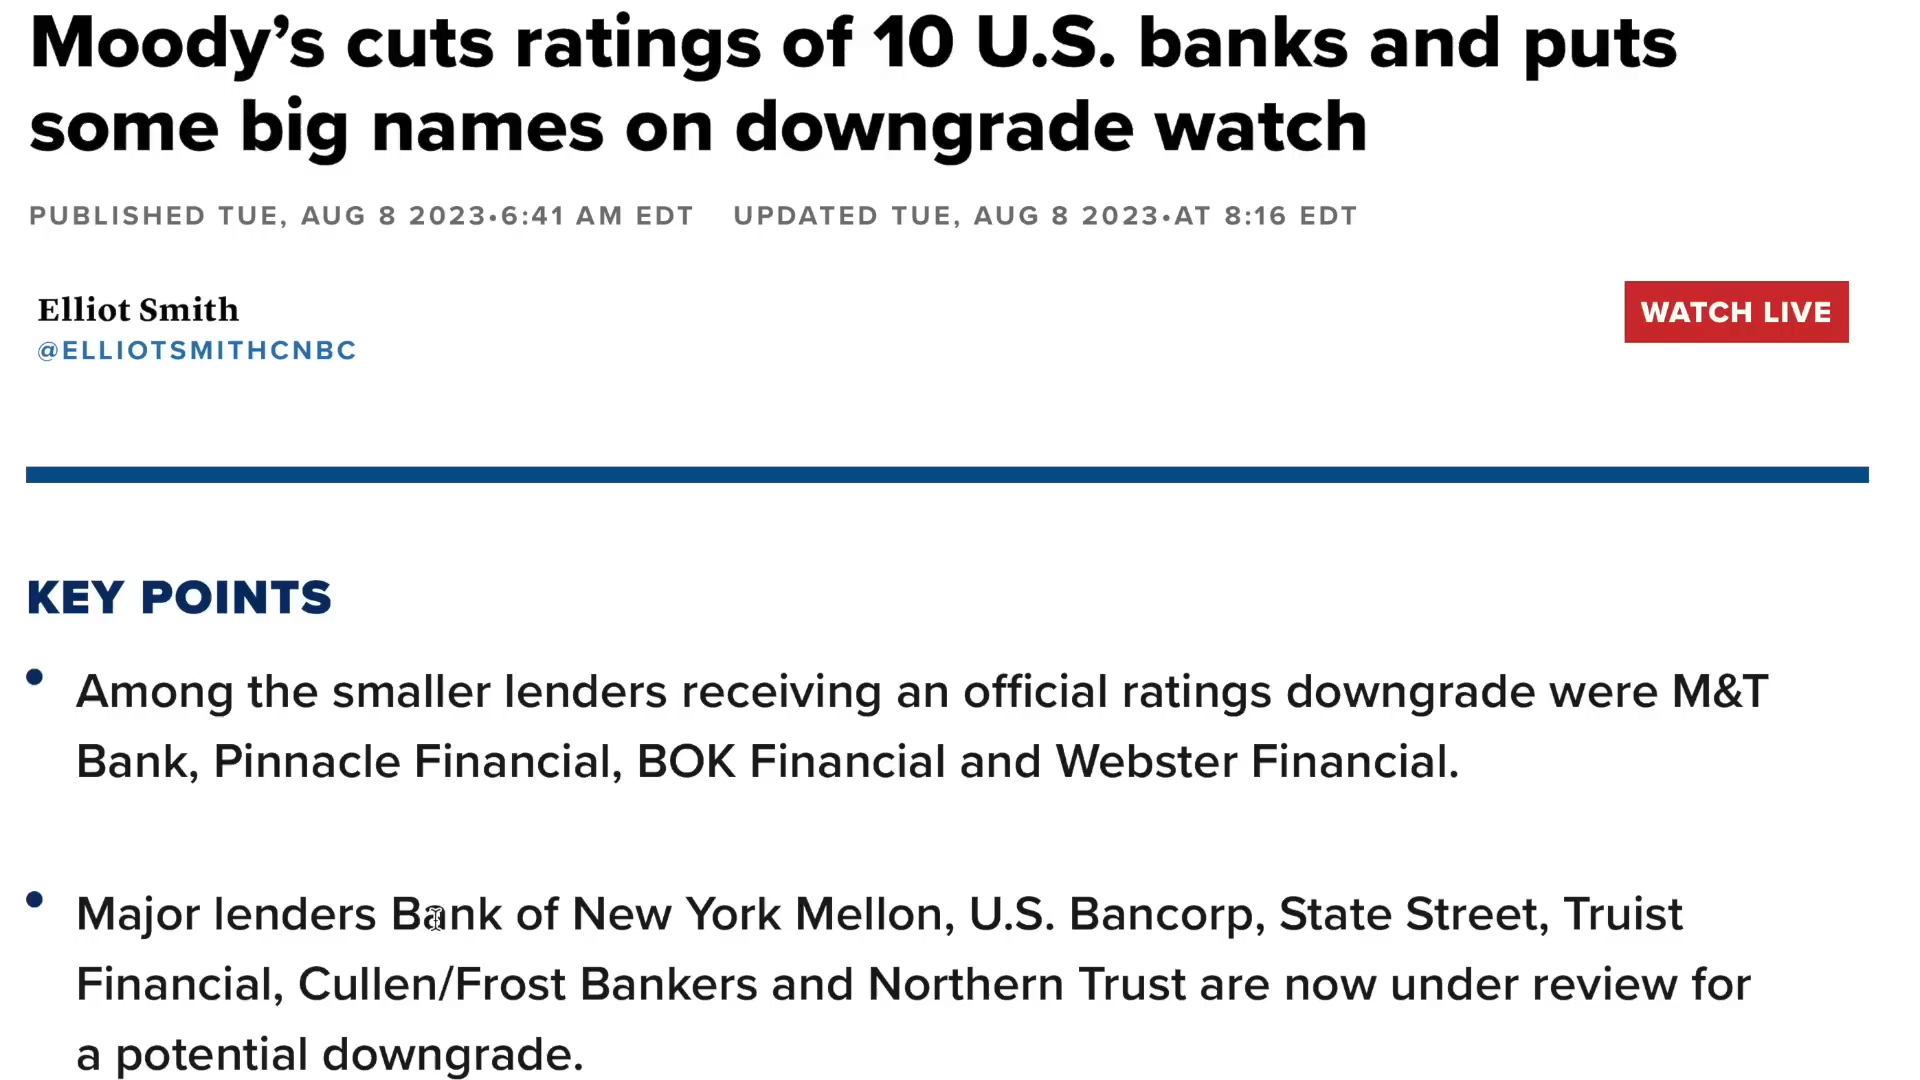 Moody’s cuts ratings of 10 U.S. banks and puts
some big names on downgrade watch
PUBLISHED TUE, AUG 8 2023•6:41 AM EDT UPDATED TUE, AUG 8 2023•AT 8:16 EDT
Elliot Smith
@ELLIOTSMITHCNBC
WATCH LIVE
KEY POINTS
• Among the smaller lenders receiving an official ratings downgrade were M&T
Bank, Pinnacle Financial, BOK Financial and Webster Financial.
• Major lenders Bank of New York Mellon, U.S. Bancorp, State Street, Truist
Financial, Cullen/Frost Bankers and Northern Trust are now under review for
a potential downgrade.